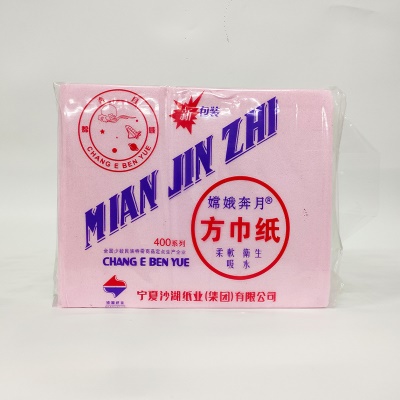 新包装
CHANG E BEN YUE
MIAN JIN ZHI
嫦娥奔月®
方巾纸
柔軟 衛生
吸水
400系列
CHANG E BEN YUE
宁夏沙湖纸业(集团)有限公司